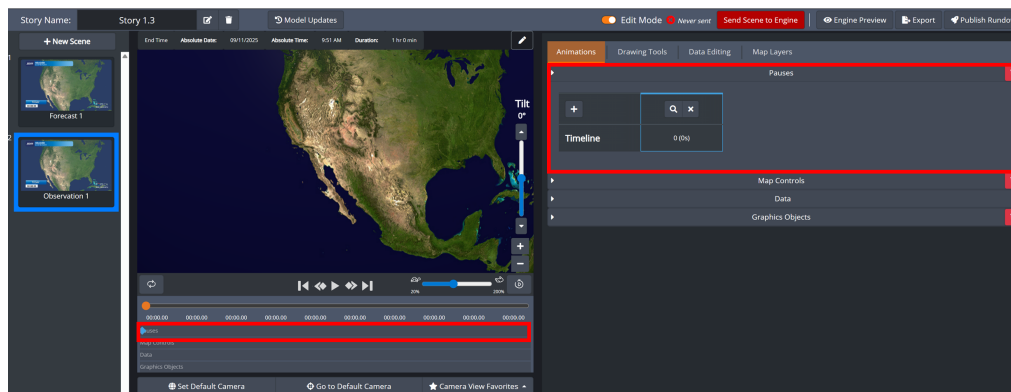 Story Name: Story 1.3 Model Updates Edit Mode Never sent Send Scene to Engine Engine Preview Export Publish Rundo
+ New Scene
End Time Absolute Date: 09/11/2025 Absolute Time: 9:51 AM Duration: 1 hr 0 min
Animations Drawing Tools Data Editing Map Layers
1
Pauses
Forecast 1
Tilt
0°
Timeline 0 (0s)
2
Observation 1
Map Controls
Data
Graphics Objects
20% 200%
00:00.00 00:00.00 00:00.00 00:00.00 00:00.00 00:00.00 00:00.00 00:00.00 00:00.00 00:00.00
Pauses
Map Controls
Data
Graphics Objects
Set Default Camera Go to Default Camera Camera View Favorites